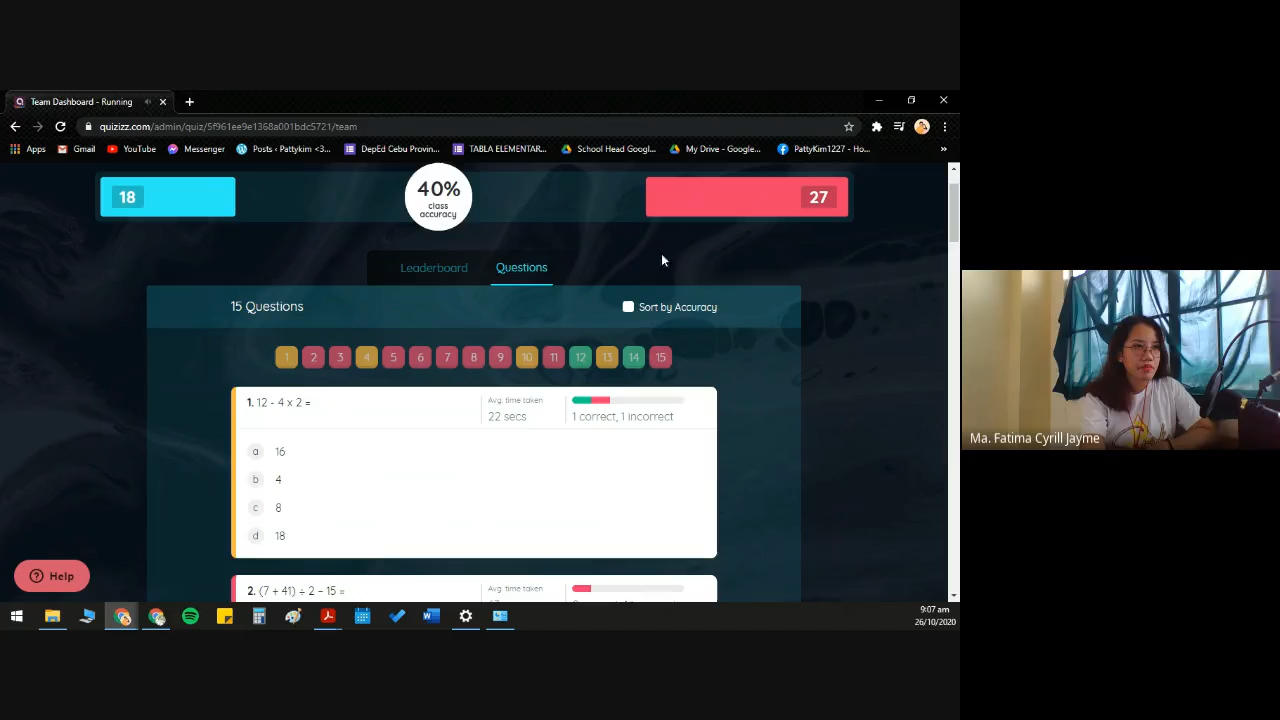 Team Dashboard - Running
quizizz.com/admin/quiz/5f961ee9e1368a001bdc5721/team
Apps Gmail YouTube Messenger Posts ‹ Pattykim <3... DepEd Cebu Provin... TABLA ELEMENTAR... School Head Googl... My Drive - Google... PattyKim1227 - Ho... »
18
40%
class
accuracy
27
Leaderboard Questions
15 Questions
Sort by Accuracy
1 2 3 4 5 6 7 8 9 10 11 12 13 14 15
1. 12 - 4 x 2 =
Avg. time taken
22 secs
1 correct, 1 incorrect
a 16
b 4
c 8
d 18
2. (7 + 41) ÷ 2 – 15 =
Avg. time taken
Help
9:07 am
26/10/2020
Ma. Fatima Cyrill Jayme